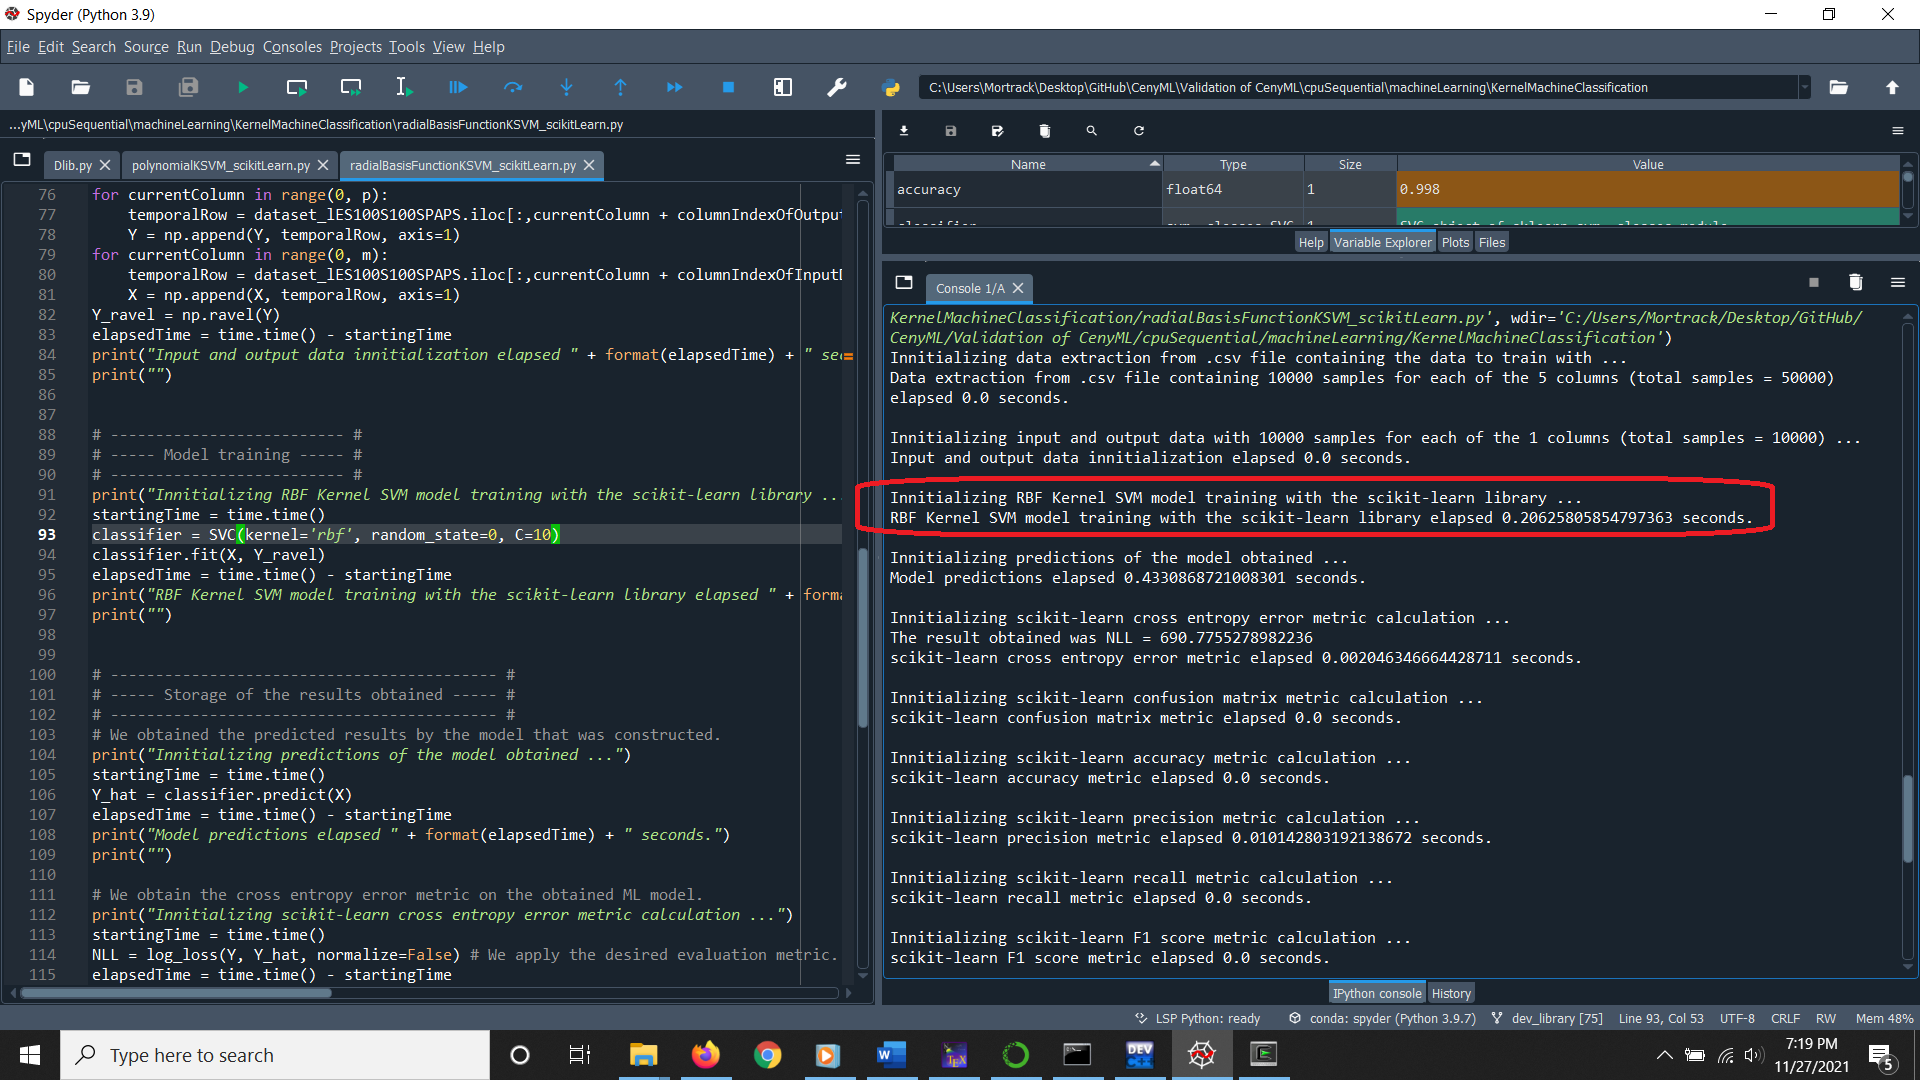 Spyder (Python 3.9)
File Edit Search Source Run Debug Consoles Projects Tools View Help
C:\Users\Mortrack\Desktop\GitHub\CenyML\Validation of CenyML\cpuSequential\machineLearning\KernelMachineClassification
...yML\cpuSequential\machineLearning\KernelMachineClassification\radialBasisFunctionKSVM_scikitLearn.py
Dlib.py polynomialKSVM_scikitLearn.py radialBasisFunctionKSVM_scikitLearn.py
76 for currentColumn in range(0, p):
77 temporalRow = dataset_lES100S100SPAPS.iloc[:,currentColumn + columnIndexOfOutput
78 Y = np.append(Y, temporalRow, axis=1)
79 for currentColumn in range(0, m):
80 temporalRow = dataset_lES100S100SPAPS.iloc[:,currentColumn + columnIndexOfInputD
81 X = np.append(X, temporalRow, axis=1)
82 Y_ravel = np.ravel(Y)
83 elapsedTime = time.time() - startingTime
84 print("Input and output data innitialization elapsed " + format(elapsedTime) + " sec
85 print("")
86
87
88 # -------------------------- #
89 # ----- Model training ----- #
90 # -------------------------- #
91 print("Innitializing RBF Kernel SVM model training with the scikit-learn library ...
92 startingTime = time.time()
93 classifier = SVC(kernel='rbf', random_state=0, C=10)
94 classifier.fit(X, Y_ravel)
95 elapsedTime = time.time() - startingTime
96 print("RBF Kernel SVM model training with the scikit-learn library elapsed " + forma
97 print("")
98
99
100 # ------------------------------------------- #
101 # ----- Storage of the results obtained ----- #
102 # ------------------------------------------- #
103 # We obtained the predicted results by the model that was constructed.
104 print("Innitializing predictions of the model obtained ...")
105 startingTime = time.time()
106 Y_hat = classifier.predict(X)
107 elapsedTime = time.time() - startingTime
108 print("Model predictions elapsed " + format(elapsedTime) + " seconds.")
109 print("")
110
111 # We obtain the cross entropy error metric on the obtained ML model.
112 print("Innitializing scikit-learn cross entropy error metric calculation ...")
113 startingTime = time.time()
114 NLL = log_loss(Y, Y_hat, normalize=False) # We apply the desired evaluation metric.
115 elapsedTime = time.time() - startingTime
Name Type Size Value
accuracy float64 1 0.998
Help Variable Explorer Plots Files
Console 1/A
KernelMachineClassification/radialBasisFunctionKSVM_scikitLearn.py', wdir='C:/Users/Mortrack/Desktop/GitHub/
CenyML/Validation of CenyML/cpuSequential/machineLearning/KernelMachineClassification')
Innitializing data extraction from .csv file containing the data to train with ...
Data extraction from .csv file containing 10000 samples for each of the 5 columns (total samples = 50000)
elapsed 0.0 seconds.
Innitializing input and output data with 10000 samples for each of the 1 columns (total samples = 10000) ...
Input and output data innitialization elapsed 0.0 seconds.
Innitializing RBF Kernel SVM model training with the scikit-learn library ...
RBF Kernel SVM model training with the scikit-learn library elapsed 0.20625805854797363 seconds.
Innitializing predictions of the model obtained ...
Model predictions elapsed 0.4330868721008301 seconds.
Innitializing scikit-learn cross entropy error metric calculation ...
The result obtained was NLL = 690.7755278982236
scikit-learn cross entropy error metric elapsed 0.002046346664428711 seconds.
Innitializing scikit-learn confusion matrix metric calculation ...
scikit-learn confusion matrix metric elapsed 0.0 seconds.
Innitializing scikit-learn accuracy metric calculation ...
scikit-learn accuracy metric elapsed 0.0 seconds.
Innitializing scikit-learn precision metric calculation ...
scikit-learn precision metric elapsed 0.010142803192138672 seconds.
Innitializing scikit-learn recall metric calculation ...
scikit-learn recall metric elapsed 0.0 seconds.
Innitializing scikit-learn F1 score metric calculation ...
scikit-learn F1 score metric elapsed 0.0 seconds.
IPython console History
LSP Python: ready conda: spyder (Python 3.9.7) dev_library [75] Line 93, Col 53 UTF-8 CRLF RW Mem 48%
Type here to search
TEX
DEV
C++
7:19 PM
11/27/2021
5